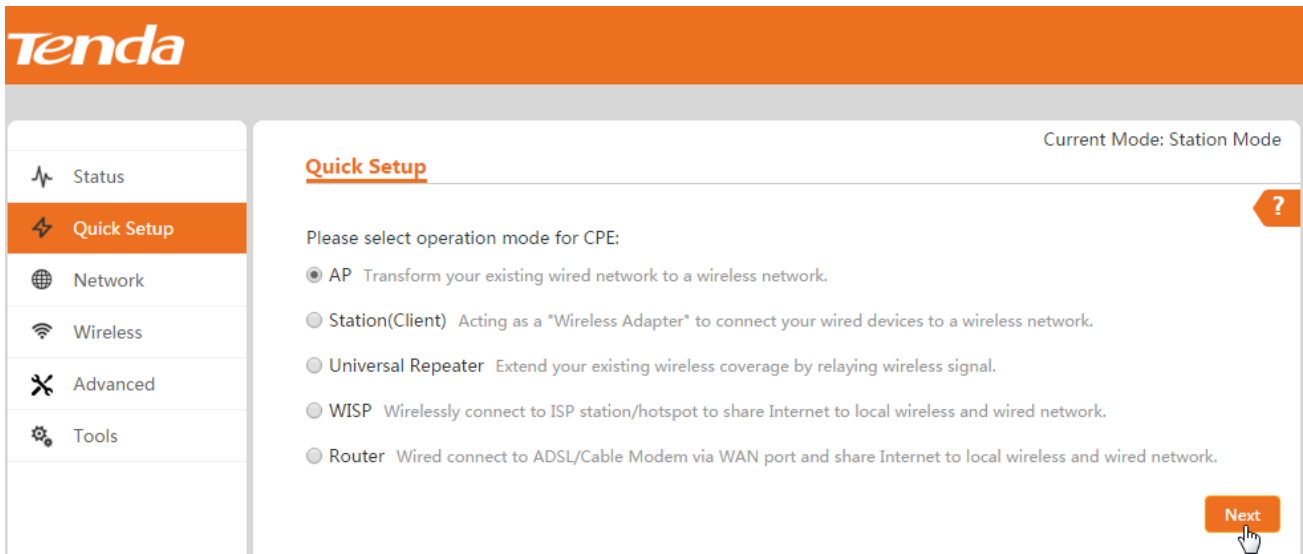 Tenda
Current Mode: Station Mode
Status
Quick Setup
Network
Wireless
Advanced
Tools
Quick Setup
?
Please select operation mode for CPE:
AP Transform your existing wired network to a wireless network.
Station(Client) Acting as a "Wireless Adapter" to connect your wired devices to a wireless network.
Universal Repeater Extend your existing wireless coverage by relaying wireless signal.
WISP Wirelessly connect to ISP station/hotspot to share Internet to local wireless and wired network.
Router Wired connect to ADSL/Cable Modem via WAN port and share Internet to local wireless and wired network.
Next